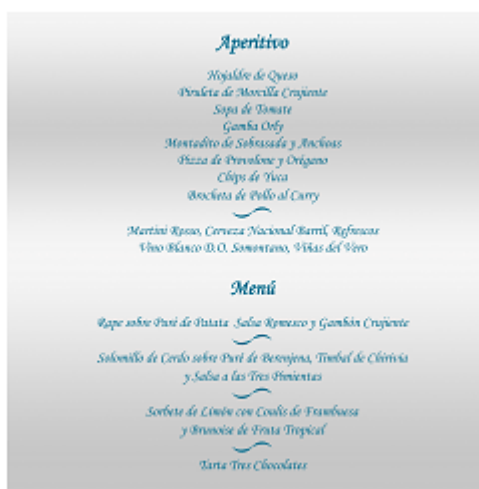 Aperitivo
Hojaldre de Queso
Piruleta de Morcilla Crujiente
Sopa de Tomate
Gamba Orly
Montadito de Sobrasada y Anchoas
Pizza de Provolone y Orégano
Chips de Yuca
Brocheta de Pollo al Curry
Martini Rosso, Cerveza Nacional Barril, Refrescos
Vino Blanco D.O. Somontano, Viñas del Vero
Menú
Rape sobre Puré de Patata Salsa Romesco y Gambón Crujiente
Solomillo de Cerdo sobre Puré de Berenjena, Timbal de Chirivia
y Salsa a las Tres Pimientas
Sorbete de Limón con Coulis de Frambuesa
y Brunoise de Fruta Tropical
Tarta Tres Chocolates